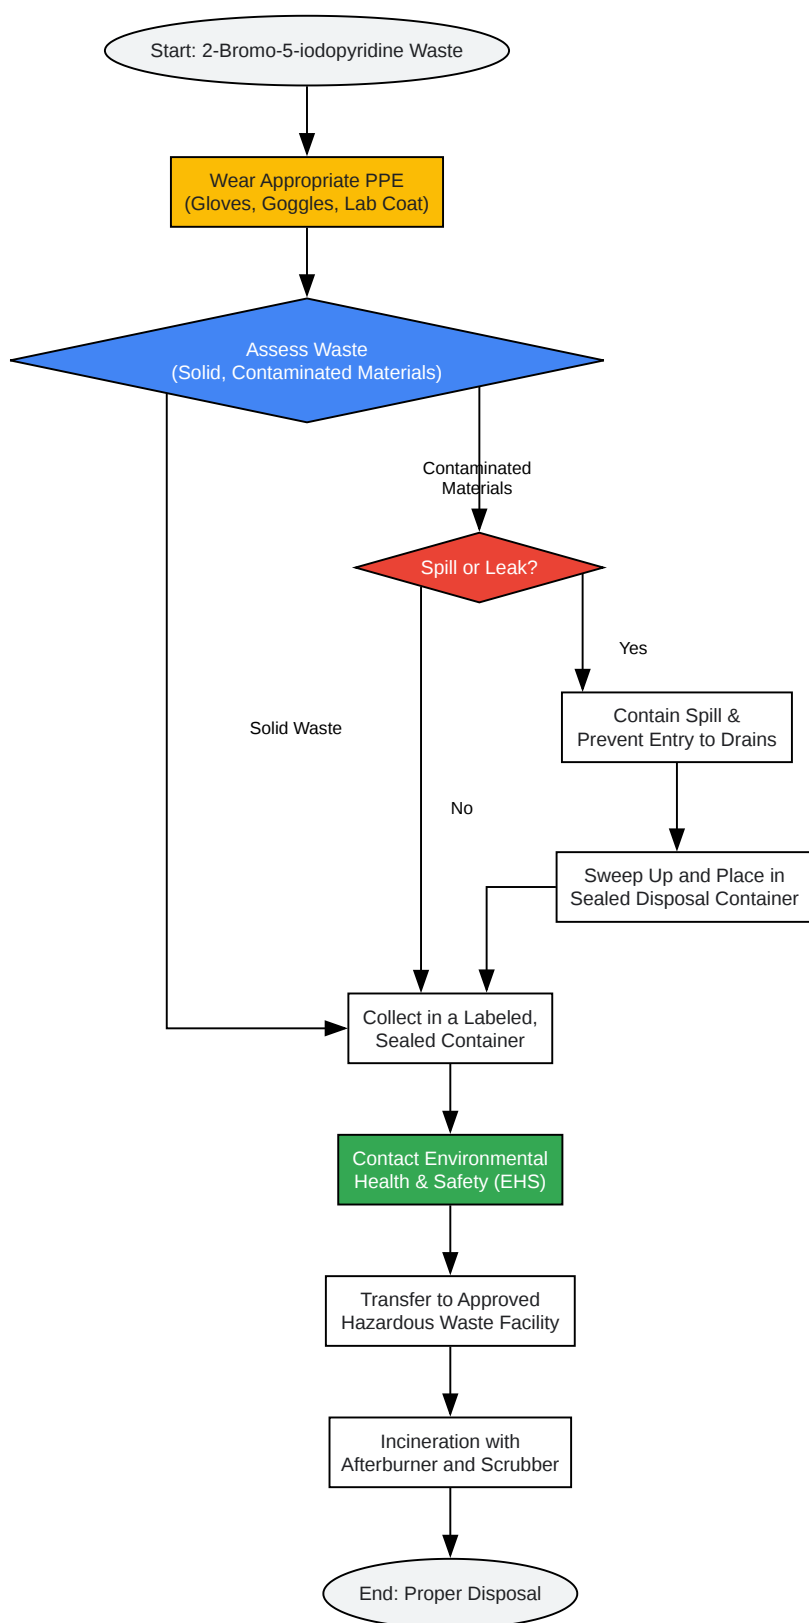 Start: 2-Bromo-5-iodopyridine Waste
Wear Appropriate PPE
(Gloves, Goggles, Lab Coat)
Assess Waste
(Solid, Contaminated Materials)
Contaminated
Materials
Spill or Leak?
Yes
Contain Spill &
Prevent Entry to Drains
Solid Waste
No
Sweep Up and Place in
Sealed Disposal Container
Collect in a Labeled,
Sealed Container
Contact Environmental
Health & Safety (EHS)
Transfer to Approved
Hazardous Waste Facility
Incineration with
Afterburner and Scrubber
End: Proper Disposal